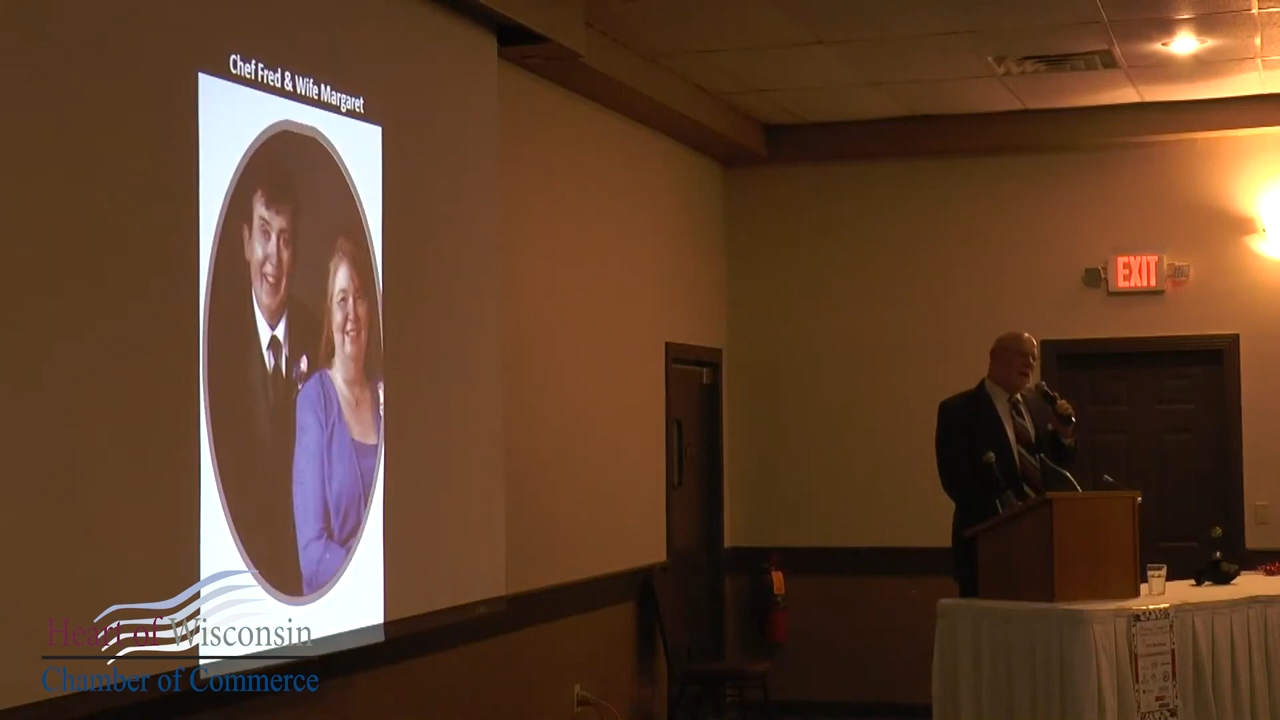 Chef Fred & Wife Margaret
EXIT
Heart of Wisconsin
Chamber of Commerce